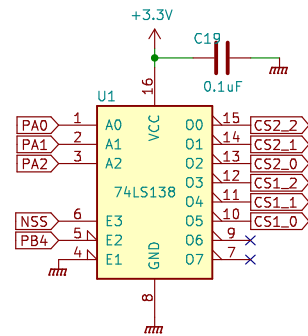 +3.3V
C19
0.1uF
U1
16
VCC
PA0 1 A0 O0 15 CS2_2
PA1 2 A1 O1 14 CS2_1
PA2 3 A2 O2 13 CS2_0
O3 12 CS1_2
74LS138
O4 11 CS1_1
NSS 6 E3 O5 10 CS1_0
PB4 5 E2 O6 9
4 E1 O7 7
GND
8